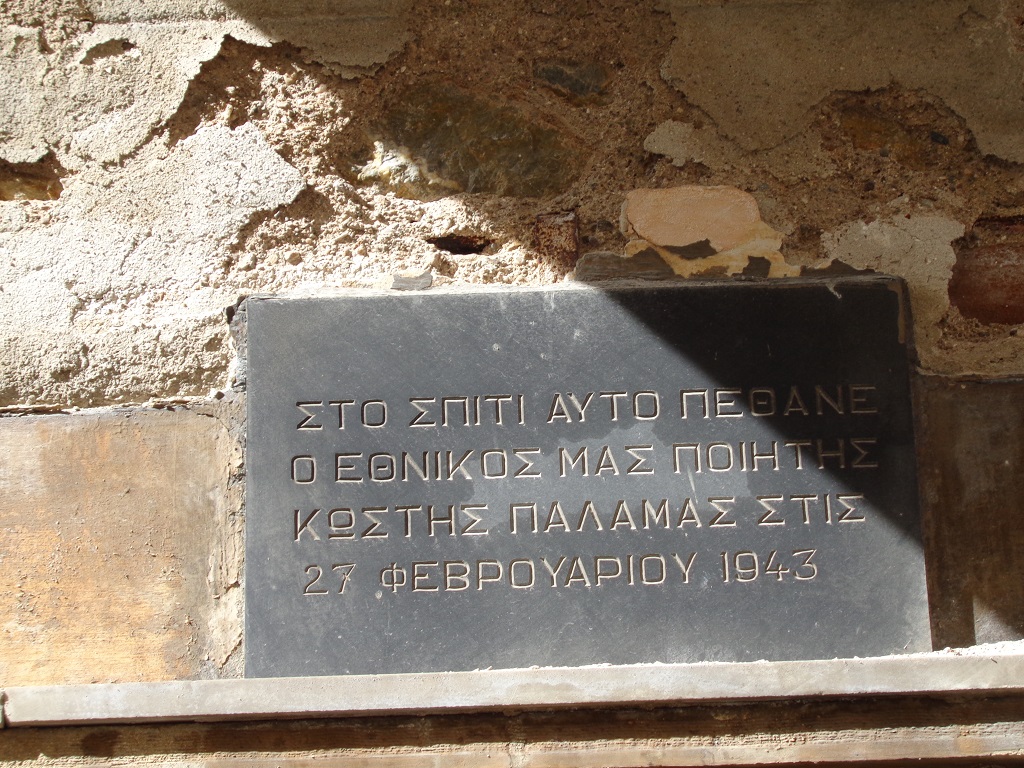 ΣΤΟ ΣΠΙΤΙ ΑΥΤΟ ΠΕΘΑΝΕ
Ο ΕΘΝΙΚΟΣ ΜΑΣ ΠΟΙΗΤΗΣ
ΚΩΣΤΗΣ ΠΑΛΑΜΑΣ ΣΤΙΣ
27 ΦΕΒΡΟΥΑΡΙΟΥ 1943